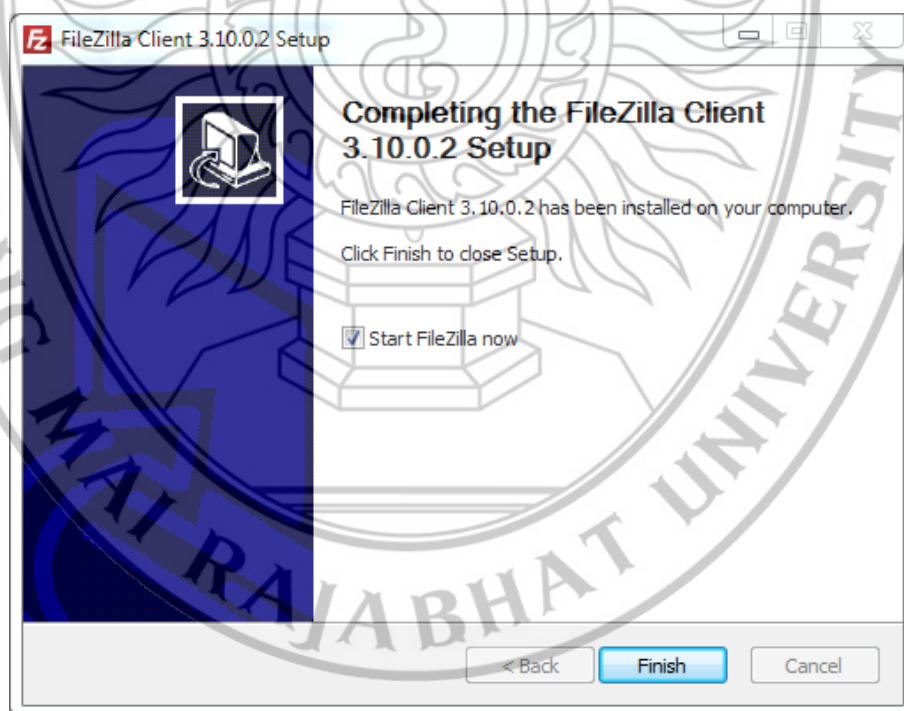 FileZilla Client 3.10.0.2 Setup
Completing the FileZilla Client
3.10.0.2 Setup
FileZilla Client 3.10.0.2 has been installed on your computer.
Click Finish to close Setup.
Start FileZilla now
< Back
Finish
Cancel
MAI RAJABHAT UNIVERSITY